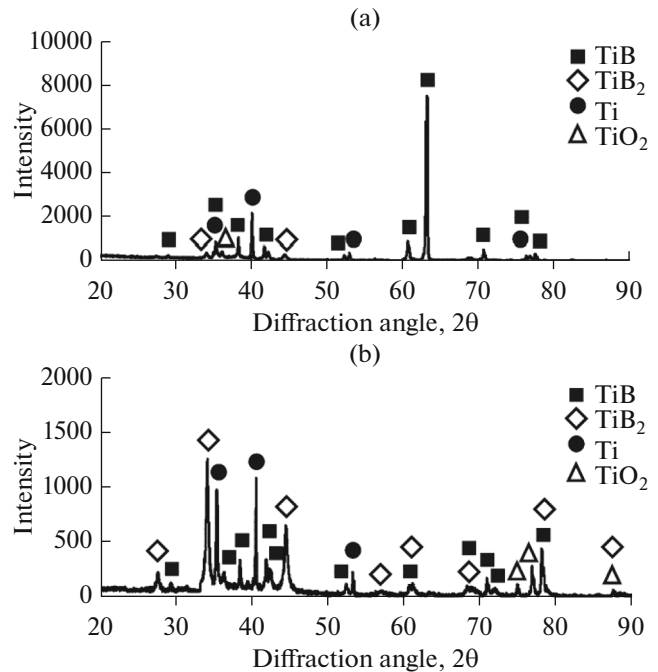 (a)
10000
8000
6000
4000
2000
0
Intensity
TiB
TiB₂
Ti
TiO₂
20 30 40 50 60 70 80 90
Diffraction angle, 2θ
(b)
2000
1500
1000
500
0
Intensity
TiB
TiB₂
Ti
TiO₂
20 30 40 50 60 70 80 90
Diffraction angle, 2θ